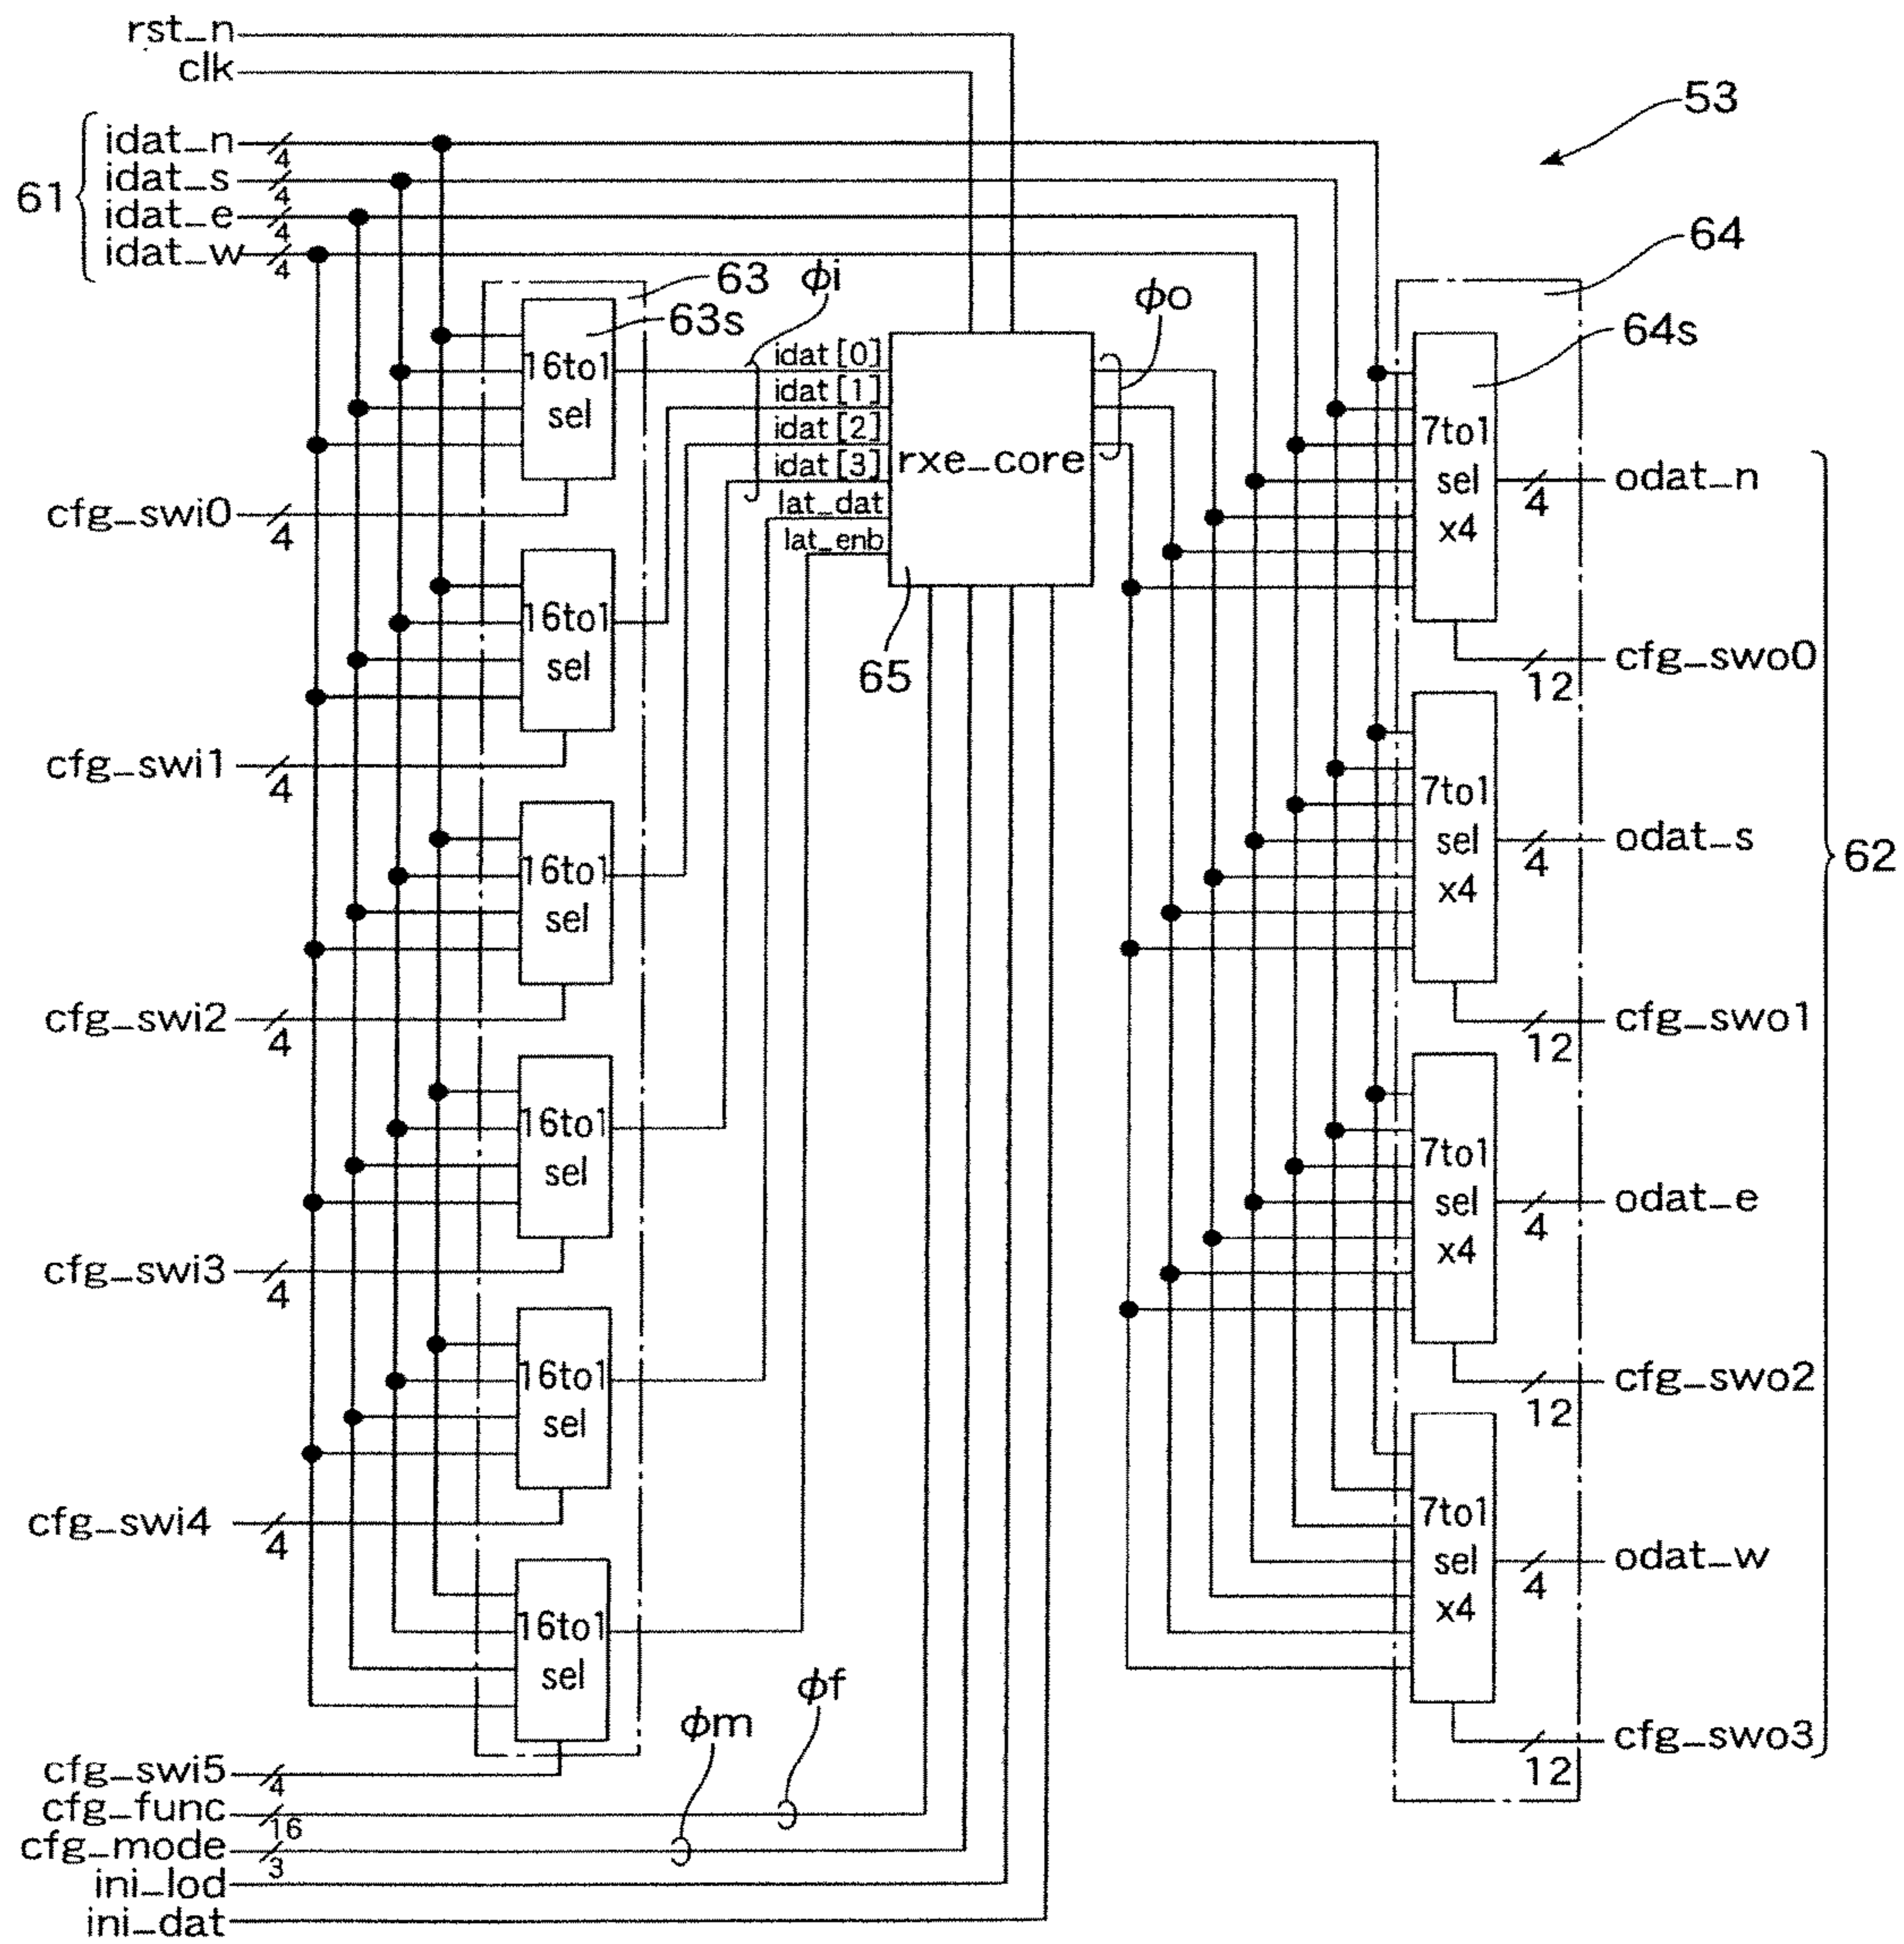 rst_n
clk
53
61
idat_n 4
idat_s 4
idat_e 4
idat_w 4
63
63s
ϕi
ϕo
64
64s
16to1
sel
cfg_swi0 4
16to1
sel
cfg_swi1 4
16to1
sel
cfg_swi2 4
16to1
sel
cfg_swi3 4
16to1
sel
cfg_swi4 4
16to1
sel
cfg_swi5 4
cfg_func 16
cfg_mode 3
ini_lod
ini_dat
ϕm
ϕf
idat[0]
idat[1]
idat[2]
idat[3]
lat_dat
lat_enb
rxe_core
65
7to1
sel
x4
4 odat_n
12 cfg_swo0
7to1
sel
x4
4 odat_s
12 cfg_swo1
7to1
sel
x4
4 odat_e
12 cfg_swo2
7to1
sel
x4
4 odat_w
12 cfg_swo3
62